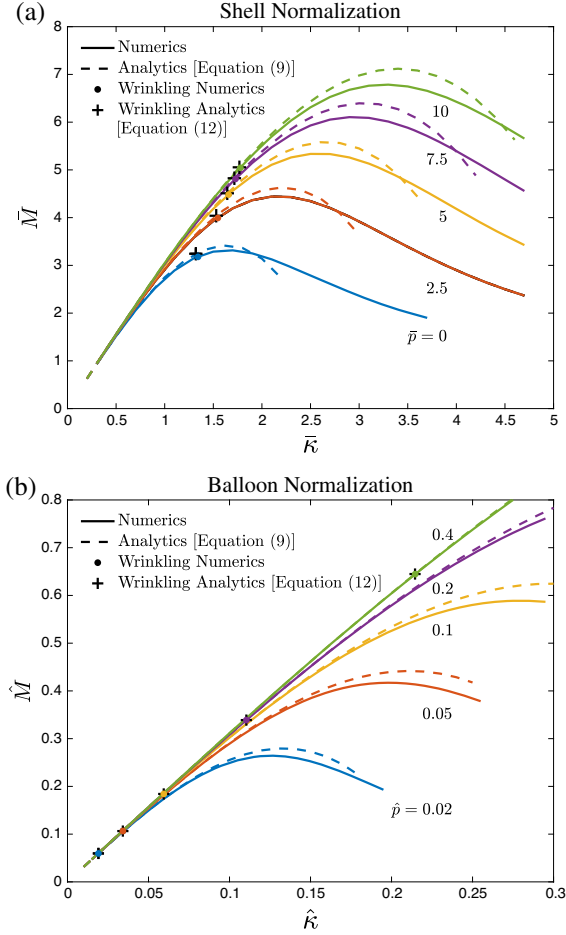 (a)
Shell Normalization
8
7
6
5
4
3
2
1
0
Numerics
Analytics [Equation (9)]
Wrinkling Numerics
Wrinkling Analytics
[Equation (12)]
10
7.5
5
2.5
p̄ = 0
M̄
0
0.5
1
1.5
2
2.5
3
3.5
4
4.5
5
κ̄
(b)
Balloon Normalization
0.8
0.7
0.6
0.5
0.4
0.3
0.2
0.1
0
Numerics
Analytics [Equation (9)]
Wrinkling Numerics
Wrinkling Analytics [Equation (12)]
0.4
0.2
0.1
0.05
p̂ = 0.02
M̂
0
0.05
0.1
0.15
0.2
0.25
0.3
κ̂